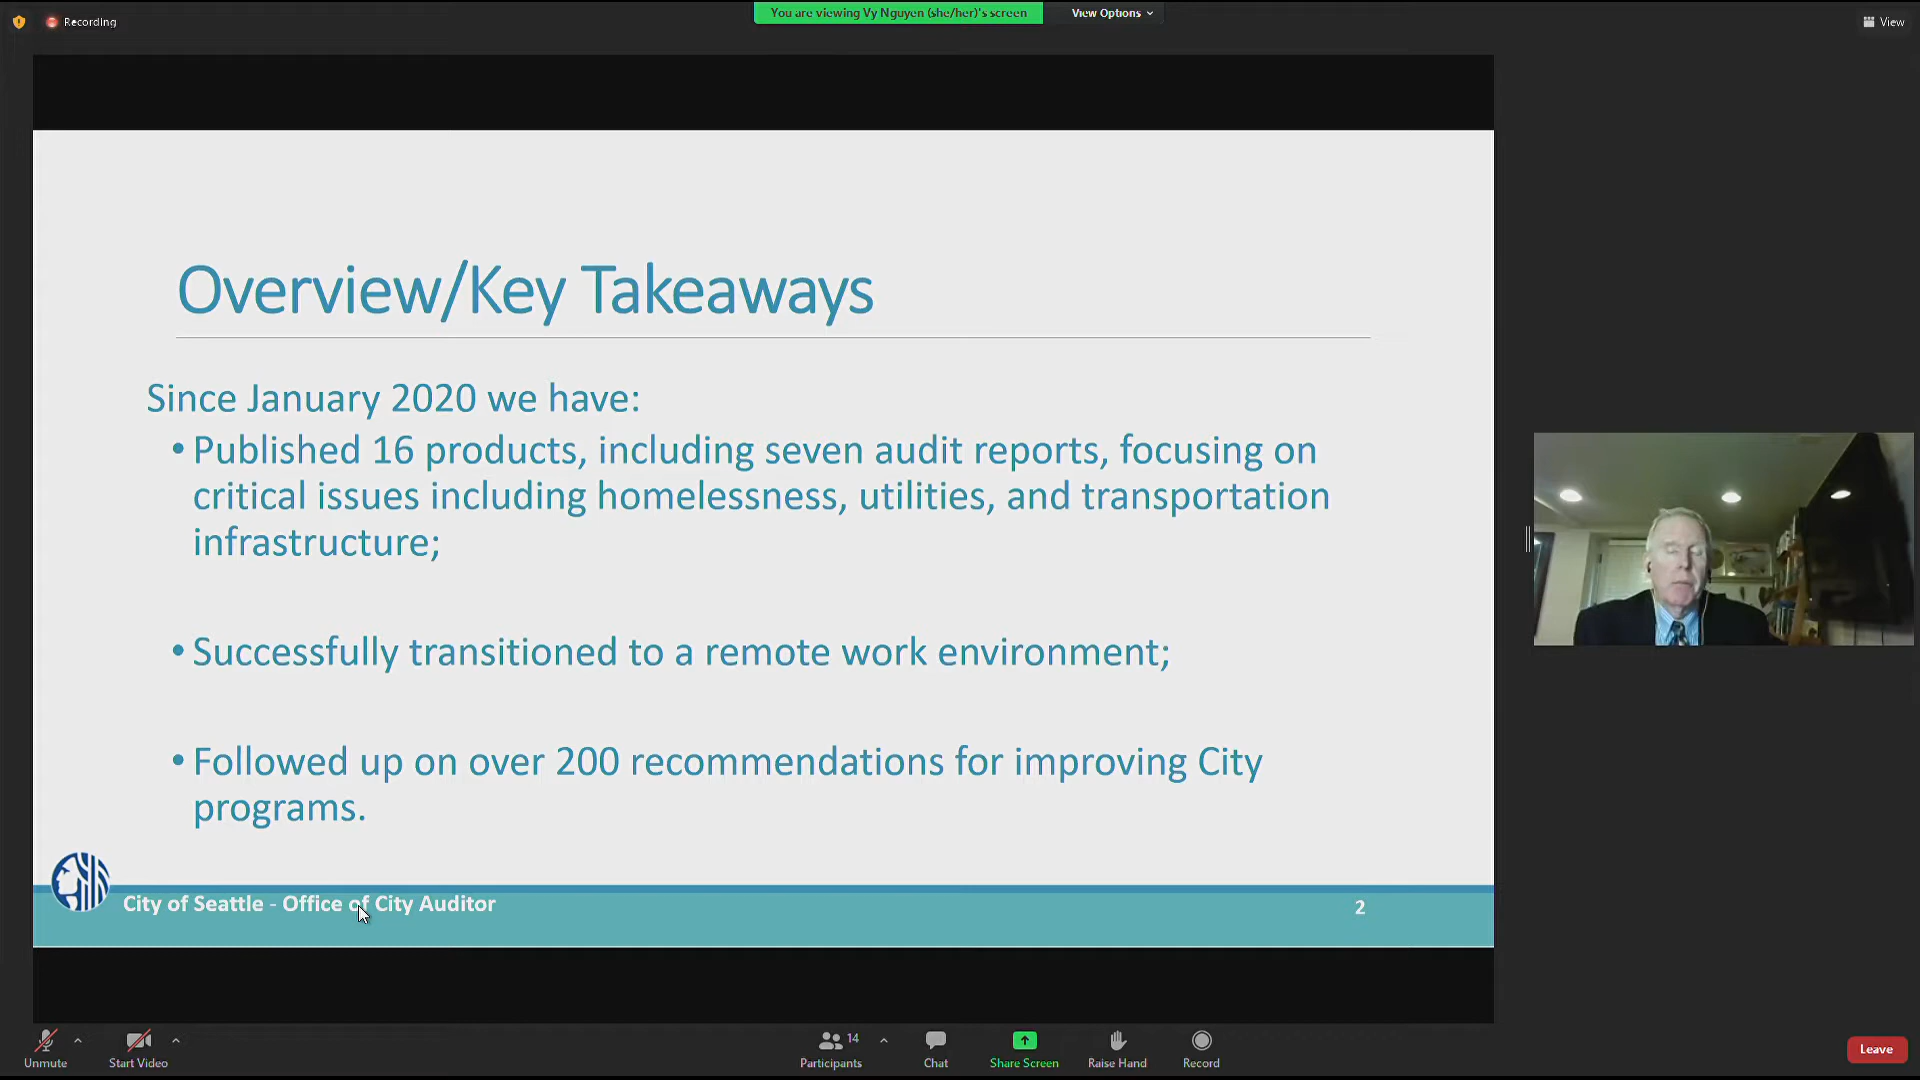 Recording
You are viewing Vy Nguyen (she/her)'s screen
View Options
View
Overview/Key Takeaways
Since January 2020 we have:
• Published 16 products, including seven audit reports, focusing on
critical issues including homelessness, utilities, and transportation
infrastructure;
• Successfully transitioned to a remote work environment;
• Followed up on over 200 recommendations for improving City
programs.
City of Seattle - Office of City Auditor
2
Unmute
Start Video
14
Participants
Chat
Share Screen
Raise Hand
Record
Leave